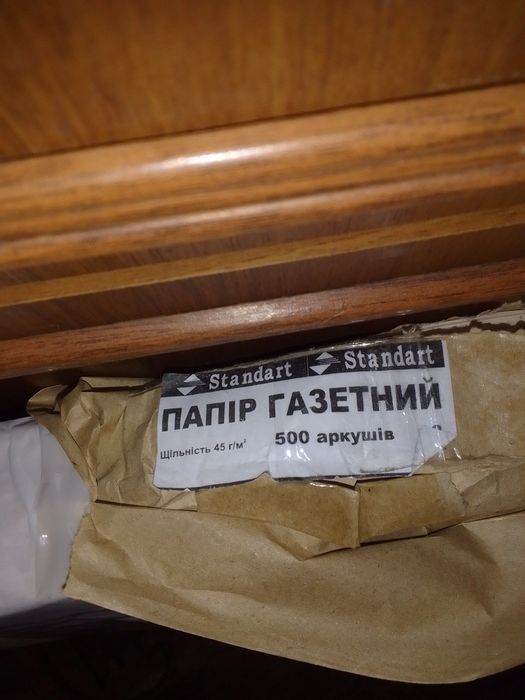 Standart Standart
ПАПІР ГАЗЕТНИЙ
Щільність 45 г/м² 500 аркушів